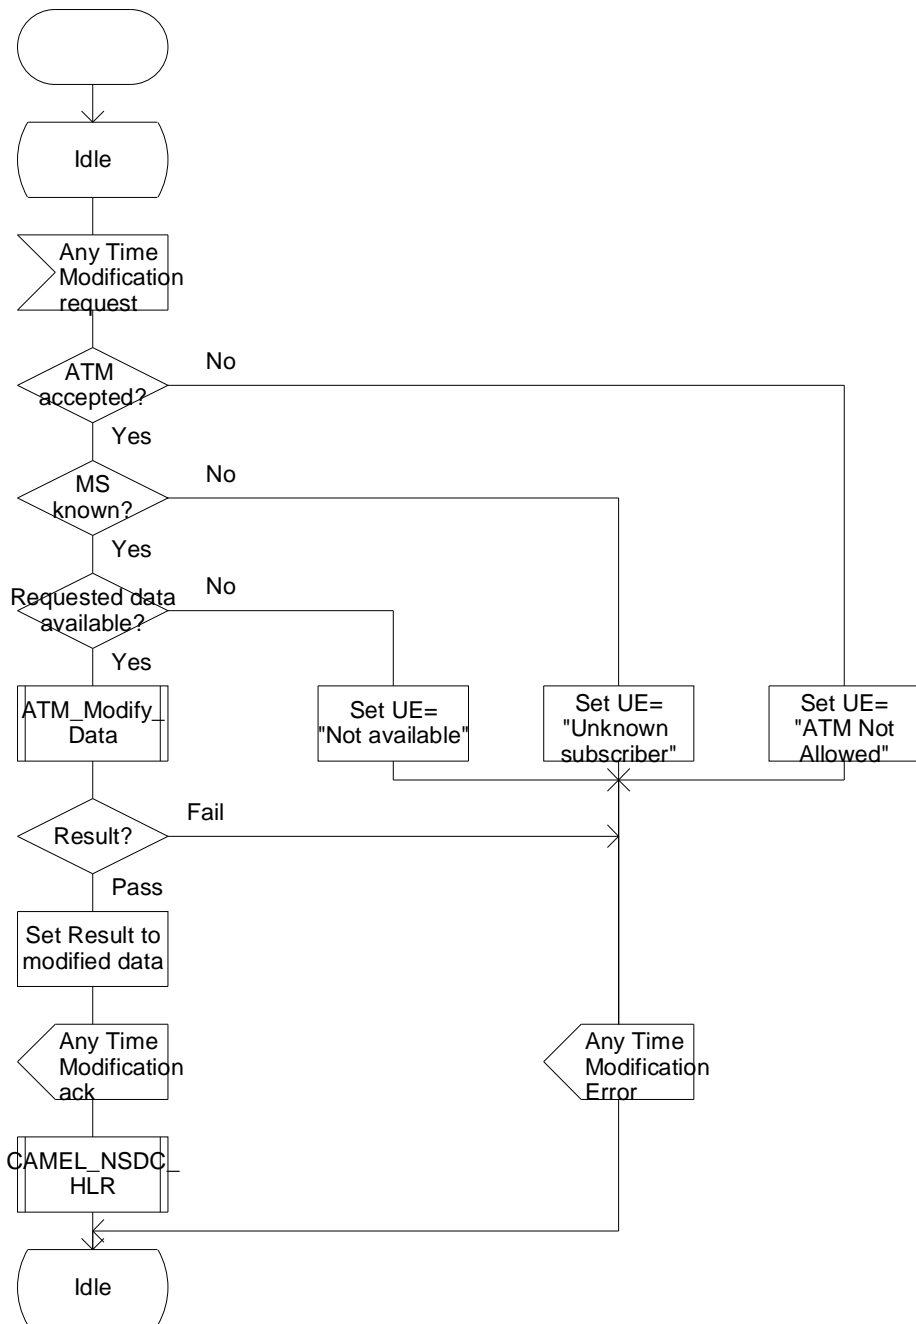 Idle
Any Time
Modification
request
ATM
accepted?
No
Yes
MS
known?
No
Yes
Requested data
available?
No
Yes
ATM_Modify_
Data
Set UE=
"Not available"
Set UE=
"Unknown
subscriber"
Set UE=
"ATM Not
Allowed"
Result?
Fail
Pass
Set Result to
modified data
Any Time
Modification
ack
Any Time
Modification
Error
CAMEL_NSDC_
HLR
Idle